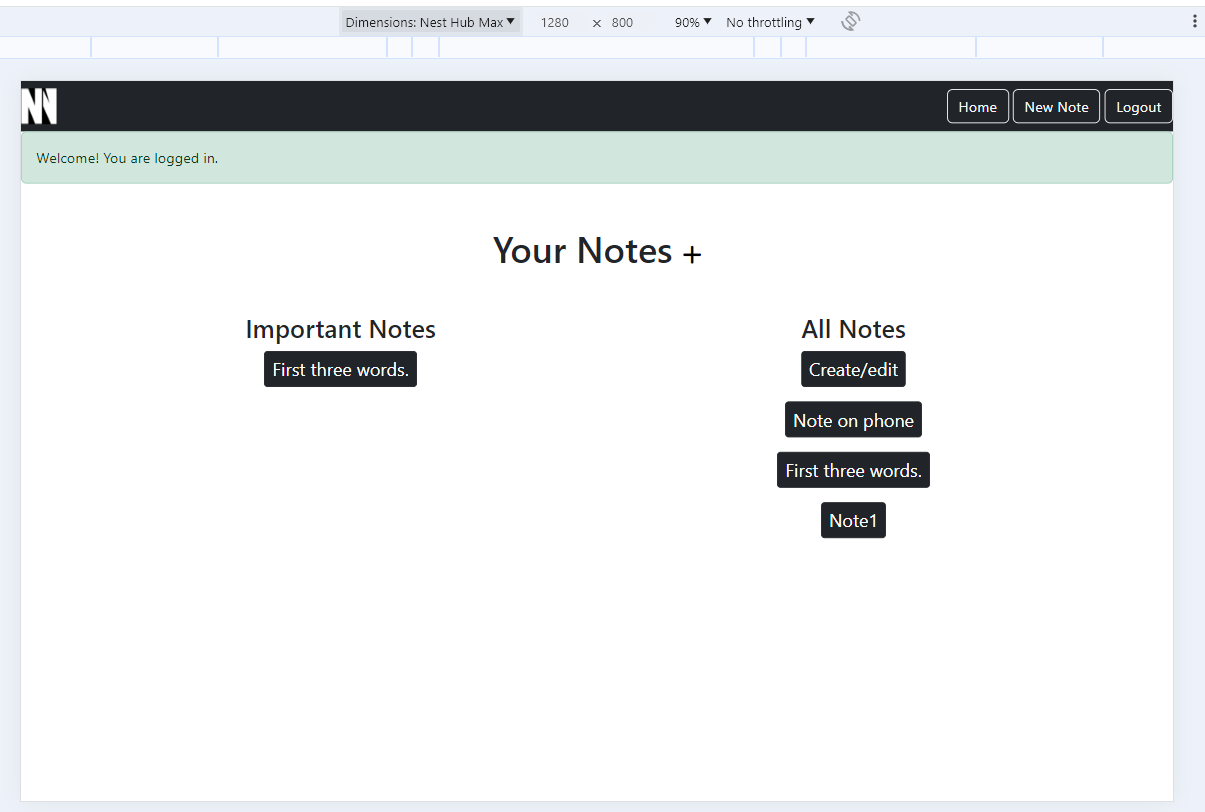 Dimensions: Nest Hub Max ▼ 1280 × 800 90% ▼ No throttling ▼
NN Home New Note Logout
Welcome! You are logged in.
Your Notes +
Important Notes
First three words.
All Notes
Create/edit
Note on phone
First three words.
Note1